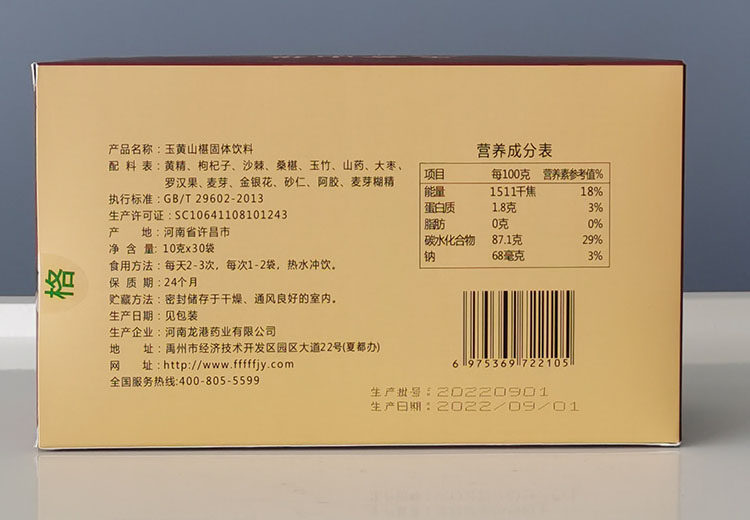 产品名称：玉黄山椹固体饮料
配 料 表：黄精、枸杞子、沙棘、桑椹、玉竹、山药、大枣、
罗汉果、麦芽、金银花、砂仁、阿胶、麦芽糊精
执行标准：GB/T 29602-2013
生产许可证：SC10641108101243
产 地：河南省许昌市
净 含 量: 10克x30袋
食用方法：每天2-3次，每次1-2袋，热水冲饮。
保 质 期：24个月
贮藏方法：密封储存于干燥、通风良好的室内。
生产日期：见包装
生产企业：河南龙港药业有限公司
地 址：禹州市经济技术开发区园区大道22号(夏都办)
网 址：http://www.fffffjy.com
全国服务热线:400-805-5599
格
营养成分表
项目 每100克 营养素参考值%
能量 1511千焦 18%
蛋白质 1.8克 3%
脂肪 0克 0%
碳水化合物 87.1克 29%
钠 68毫克 3%
6 975369 722105
生产批号：20220901
生产日期：2022/09/01